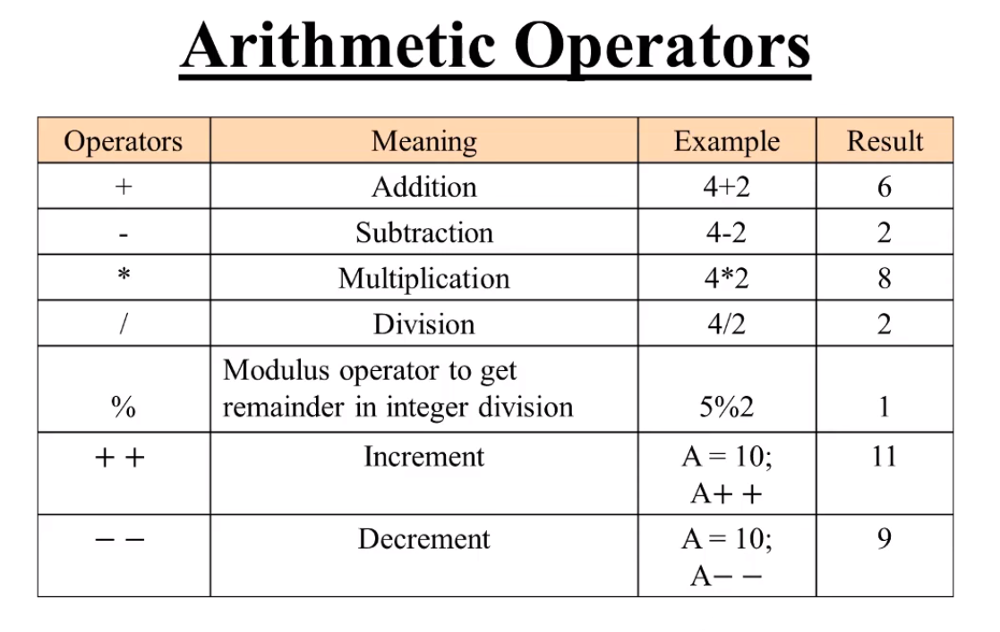 Arithmetic Operators
Operators Meaning Example Result
+ Addition 4+2 6
- Subtraction 4-2 2
* Multiplication 4*2 8
/ Division 4/2 2
Modulus operator to get
% remainder in integer division 5%2 1
+ + Increment A = 10; 11
A+ +
− − Decrement A = 10; 9
A− −